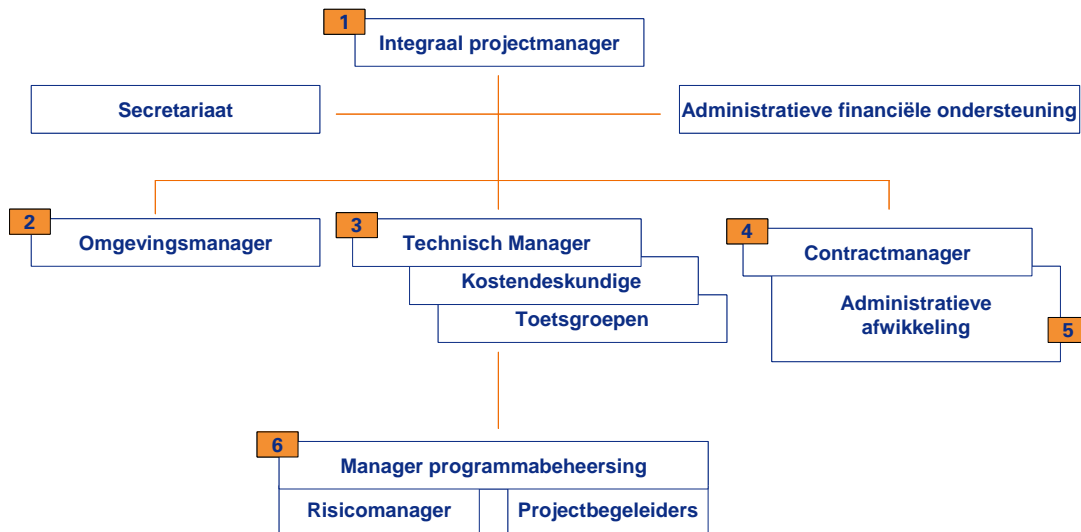 1
Integraal projectmanager
Secretariaat
Administratieve financiële ondersteuning
2
Omgevingsmanager
3
Technisch Manager
Kostendeskundige
Toetsgroepen
4
Contractmanager
Administratieve
afwikkeling
5
6
Manager programmabeheersing
Risicomanager
Projectbegeleiders